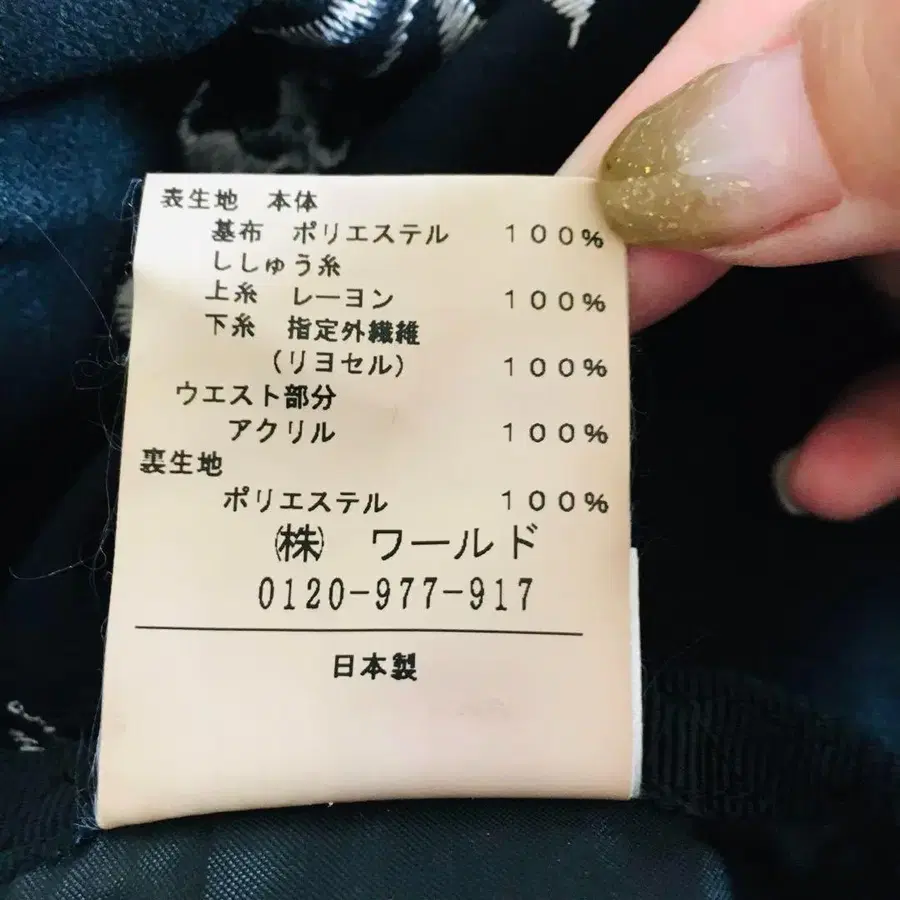 表生地 本体
基布 ポリエステル 100%
ししゅう糸
上糸 レーヨン 100%
下糸 指定外繊維
(リヨセル) 100%
ウエスト部分
アクリル 100%
裏生地
ポリエステル 100%
㈱ ワールド
0120-977-917
日本製